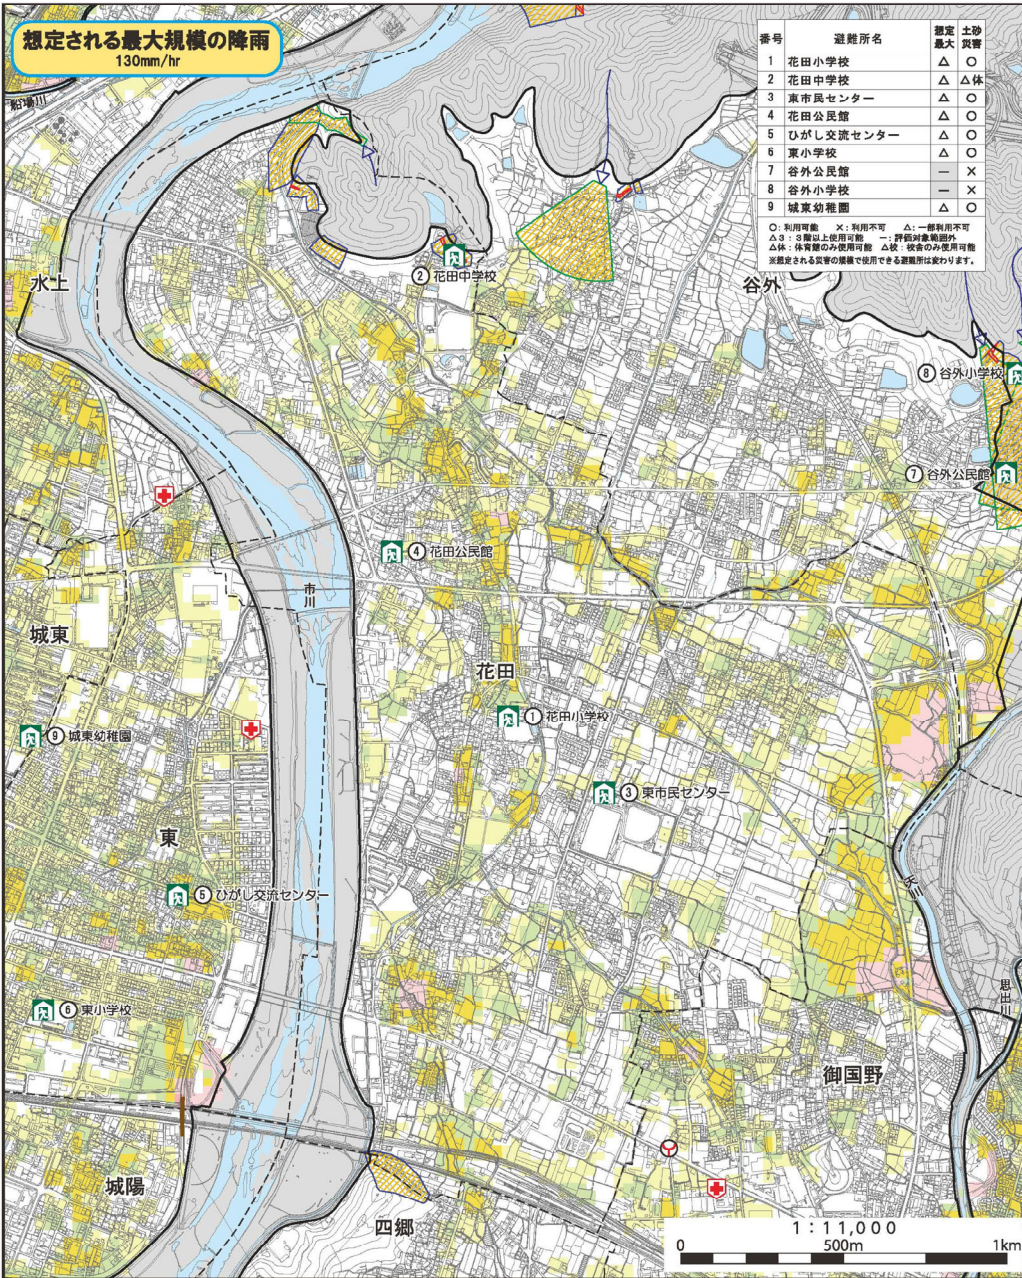 想定される最大規模の降雨
130mm/hr
番号 避難所名 想定最大 土砂災害
1 花田小学校 △ ○
2 花田中学校 △ △体
3 東市民センター △ ○
4 花田公民館 △ ○
5 ひがし交流センター △ ○
6 東小学校 △ ○
7 谷外公民館 － ×
8 谷外小学校 － ×
9 城東幼稚園 △ ○
○：利用可能 ×：利用不可 △：一部利用不可
△3：3階以上使用可能 －：評価対象範囲外
△体：体育館のみ使用可能 △校：校舎のみ使用可能
※想定される災害の規模で使用できる避難所は変わります。
船場川
水上
② 花田中学校
谷外
⑧ 谷外小学校
⑦ 谷外公民館
④ 花田公民館
市川
城東
花田
① 花田小学校
⑨ 城東幼稚園
③ 東市民センター
東
天川
⑤ ひがし交流センター
思出川
⑥ 東小学校
御国野
城陽
四郷
1：11,000
0 500m 1km